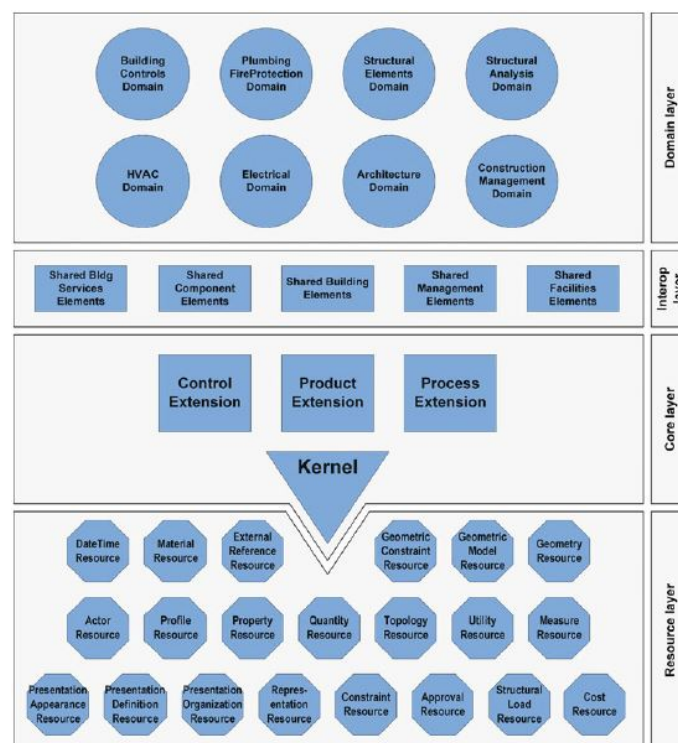 Building
Controls
Domain
Plumbing
FireProtection
Domain
Structural
Elements
Domain
Structural
Analysis
Domain
HVAC
Domain
Electrical
Domain
Architecture
Domain
Construction
Management
Domain
Domain layer
Shared Bldg
Services
Elements
Shared
Component
Elements
Shared Building
Elements
Shared
Management
Elements
Shared
Facilities
Elements
Interop
layer
Control
Extension
Product
Extension
Process
Extension
Kernel
Core layer
DateTime
Resource
Material
Resource
External
Reference
Resource
Geometric
Constraint
Resource
Geometric
Model
Resource
Geometry
Resource
Actor
Resource
Profile
Resource
Property
Resource
Quantity
Resource
Topology
Resource
Utility
Resource
Measure
Resource
Presentation
Appearance
Resource
Presentation
Definition
Resource
Presentation
Organization
Resource
Repres-
entation
Resource
Constraint
Resource
Approval
Resource
Structural
Load
Resource
Cost
Resource
Resource layer